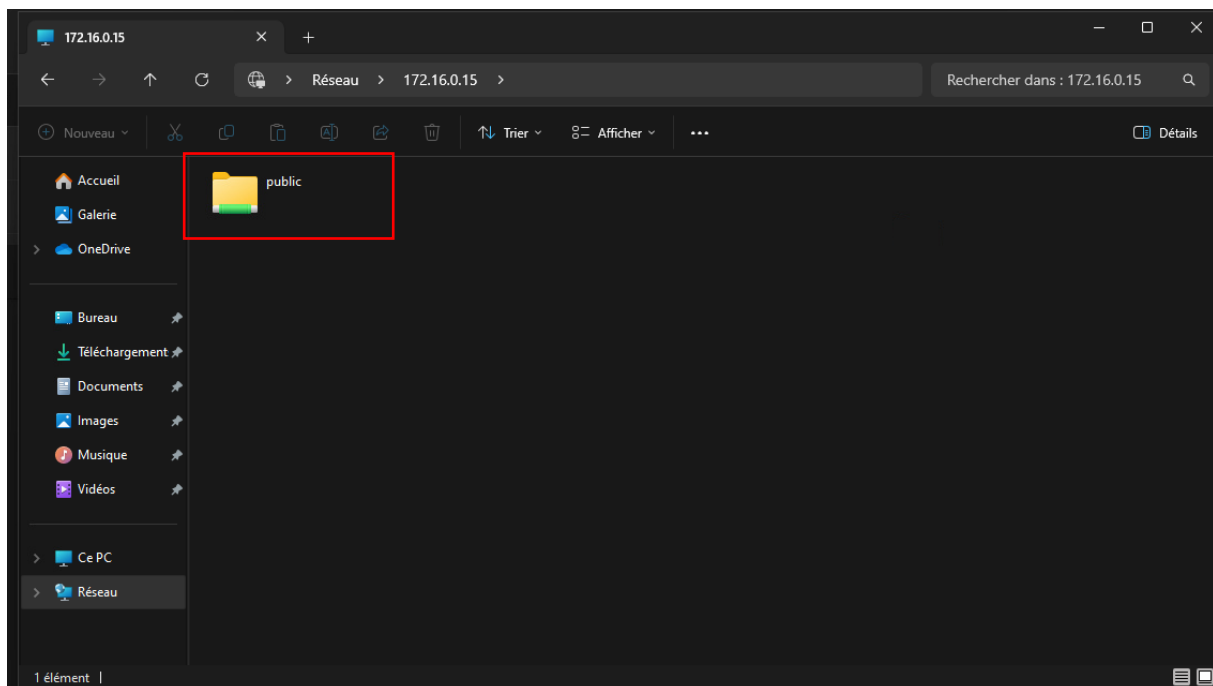 172.16.0.15
Réseau > 172.16.0.15 >
Rechercher dans : 172.16.0.15
Nouveau
Trier
Afficher
Détails
Accueil
Galerie
OneDrive
Bureau
Téléchargement
Documents
Images
Musique
Vidéos
Ce PC
Réseau
public
1 élément